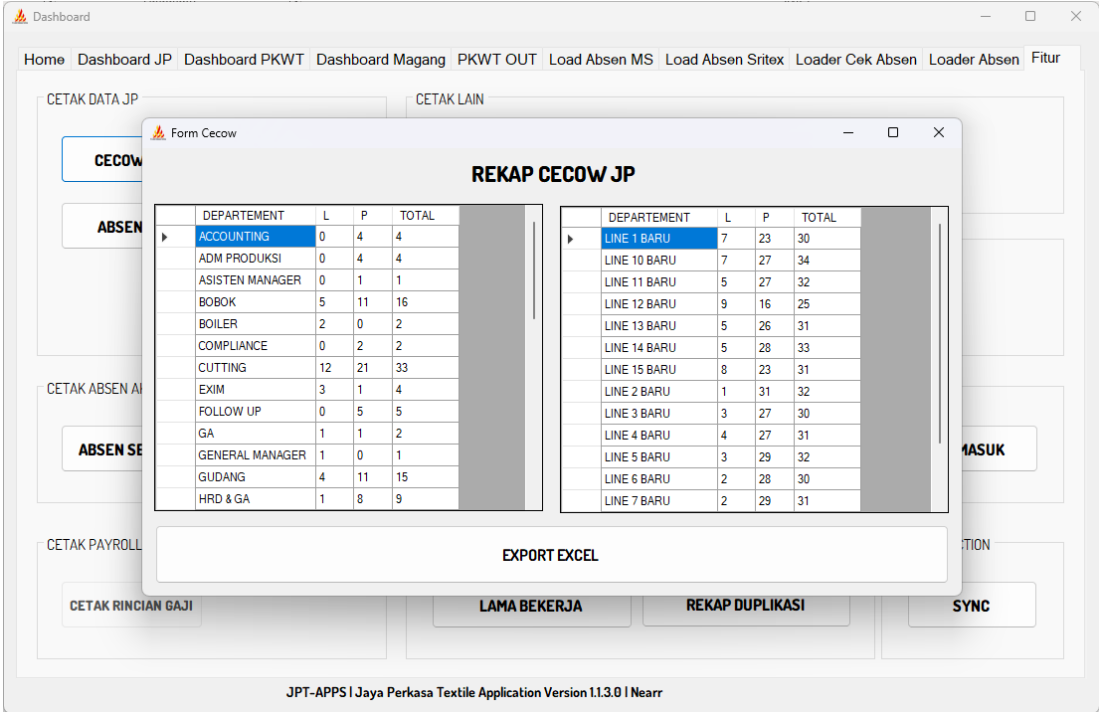 Dashboard
Home Dashboard JP Dashboard PKWT Dashboard Magang PKWT OUT Load Absen MS Load Absen Sritex Loader Cek Absen Loader Absen Fitur
CETAK DATA JP
CETAK LAIN
CECOW
ABSEN
Form Cecow
REKAP CECOW JP
DEPARTEMENT L P TOTAL
ACCOUNTING 0 4 4
ADM PRODUKSI 0 4 4
ASISTEN MANAGER 0 1 1
BOBOK 5 11 16
BOILER 2 0 2
COMPLIANCE 0 2 2
CUTTING 12 21 33
EXIM 3 1 4
FOLLOW UP 0 5 5
GA 1 1 2
GENERAL MANAGER 1 0 1
GUDANG 4 11 15
HRD & GA 1 8 9
DEPARTEMENT L P TOTAL
LINE 1 BARU 7 23 30
LINE 10 BARU 7 27 34
LINE 11 BARU 5 27 32
LINE 12 BARU 9 16 25
LINE 13 BARU 5 26 31
LINE 14 BARU 5 28 33
LINE 15 BARU 8 23 31
LINE 2 BARU 1 31 32
LINE 3 BARU 3 27 30
LINE 4 BARU 4 27 31
LINE 5 BARU 3 29 32
LINE 6 BARU 2 28 30
LINE 7 BARU 2 29 31
EXPORT EXCEL
CETAK ABSEN
ABSEN
MASUK
CETAK PAYROLL
CETAK RINCIAN GAJI
LAMA BEKERJA
REKAP DUPLIKASI
SYNC
JPT-APPS | Jaya Perkasa Textile Application Version 1.1.3.0 | Nearr